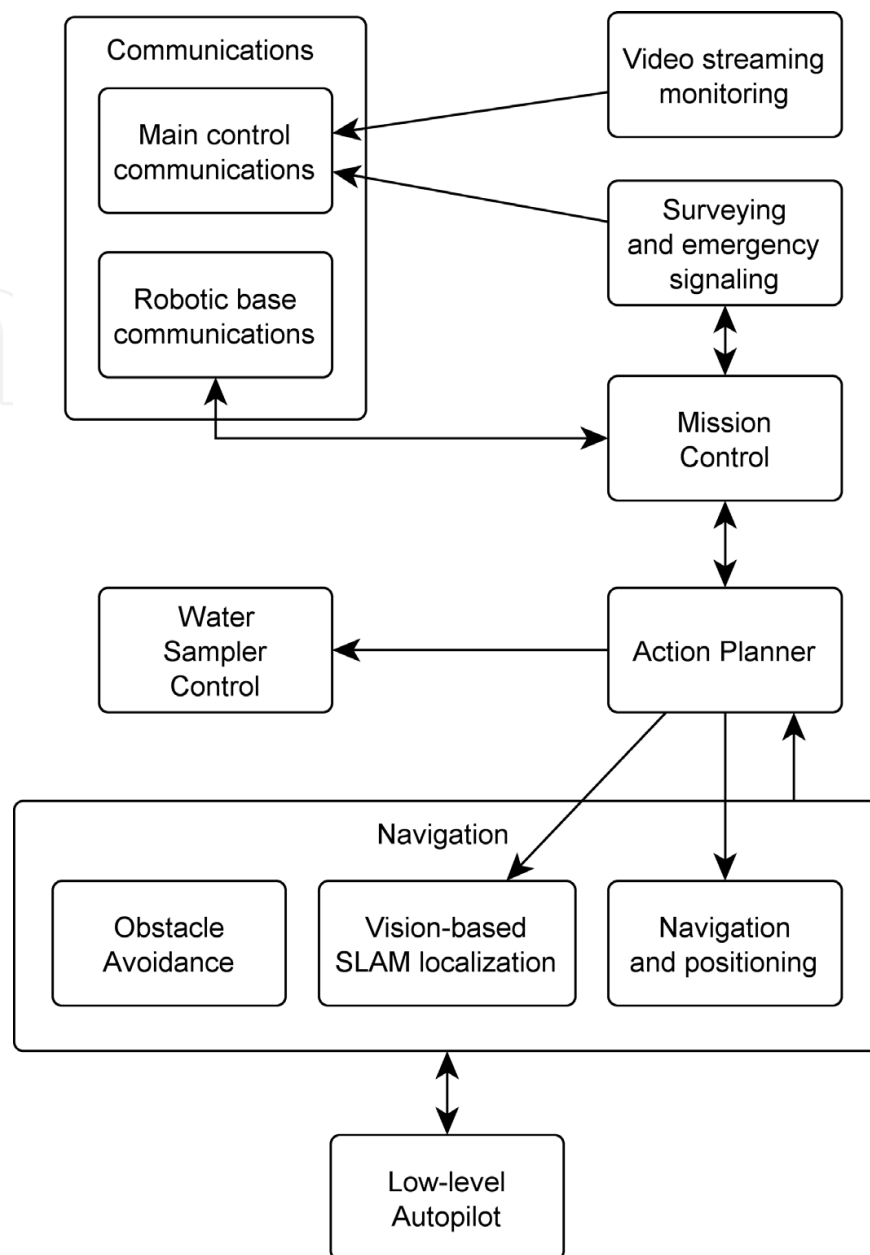 Communications
Main control
communications
Robotic base
communications
Video streaming
monitoring
Surveying
and emergency
signaling
Mission
Control
Water
Sampler
Control
Action Planner
Navigation
Obstacle
Avoidance
Vision-based
SLAM localization
Navigation
and positioning
Low-level
Autopilot